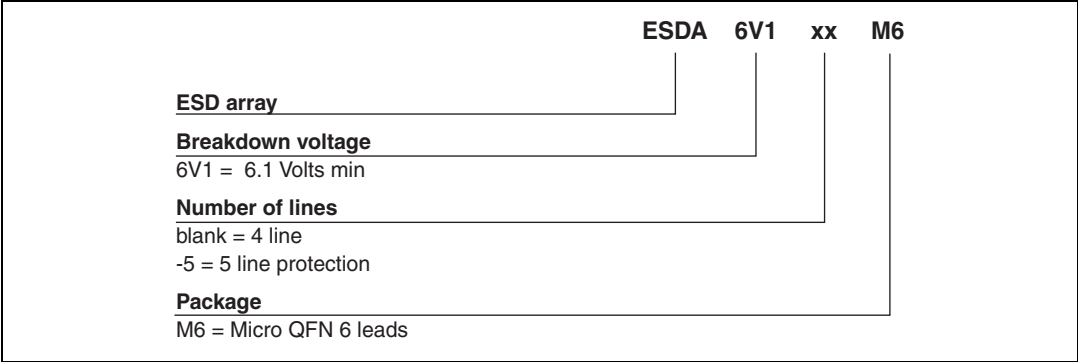 ESDA 6V1 xx M6
ESD array
Breakdown voltage
6V1 = 6.1 Volts min
Number of lines
blank = 4 line
-5 = 5 line protection
Package
M6 = Micro QFN 6 leads